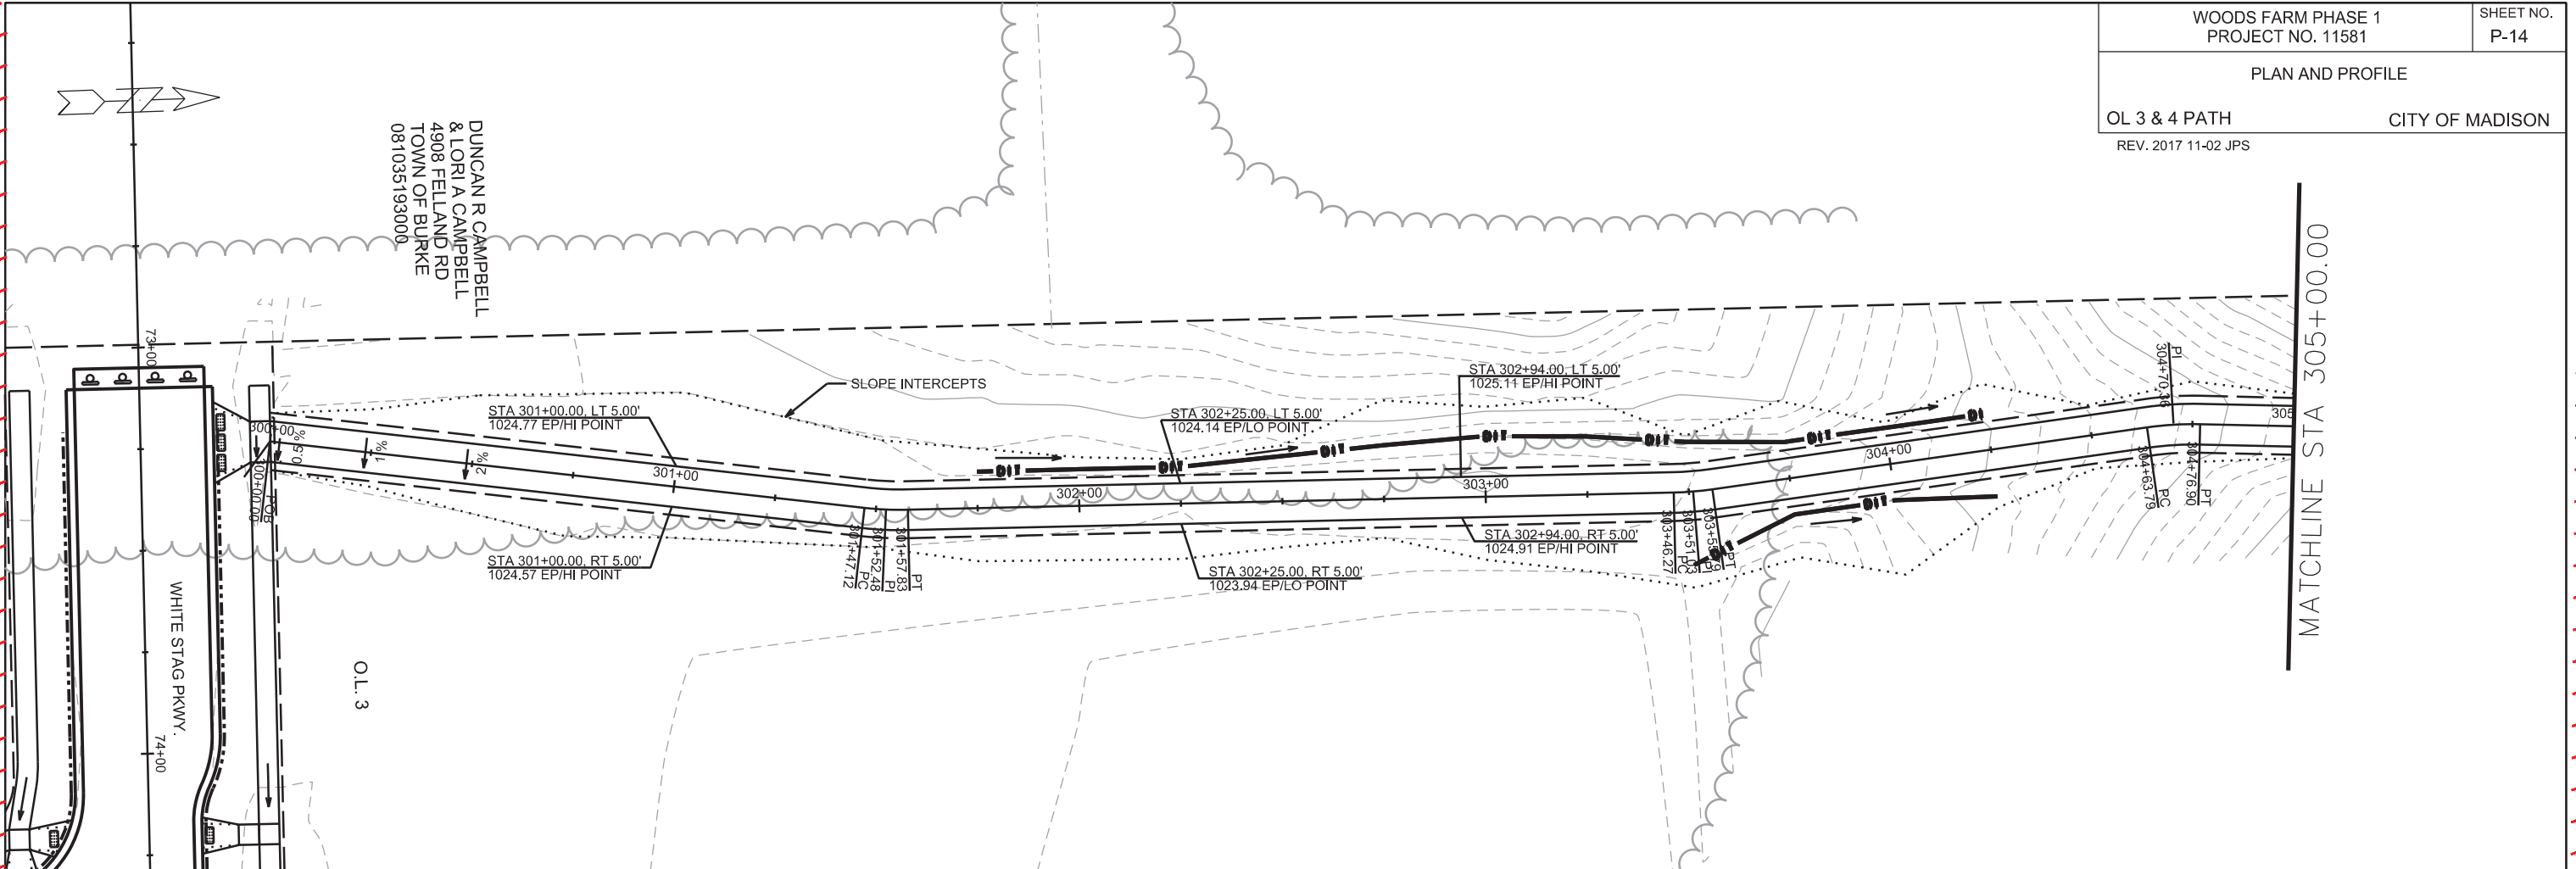 WOODS FARM PHASE 1
PROJECT NO. 11581
SHEET NO.
P-14
PLAN AND PROFILE
OL 3 & 4 PATH
CITY OF MADISON
REV. 2017 11-02 JPS
DUNCAN R CAMPBELL
& LORI A CAMPBELL
4908 FELLAND RD
TOWN OF BURKE
081035193000
MATCHLINE STA 305+00.00
73+00
SLOPE INTERCEPTS
STA 301+00.00, LT 5.00'
1024.77 EP/HI POINT
STA 302+25.00, LT 5.00'
1024.14 EP/LO POINT
STA 302+94.00, LT 5.00'
1025.11 EP/HI POINT
PI
304+70.36
300+00
0.5%
1%
2%
301+00
302+00
303+00
304+00
305
POB
300+00.00
STA 301+00.00, RT 5.00'
1024.57 EP/HI POINT
PC
301+47.12
PI
301+52.48
PT
301+57.83
STA 302+25.00, RT 5.00'
1023.94 EP/LO POINT
STA 302+94.00, RT 5.00'
1024.91 EP/HI POINT
PC
303+46.27
PI
303+51.03
PT
PC
304+63.79
PT
304+76.90
WHITE STAG PKWY.
74+00
O.L. 3